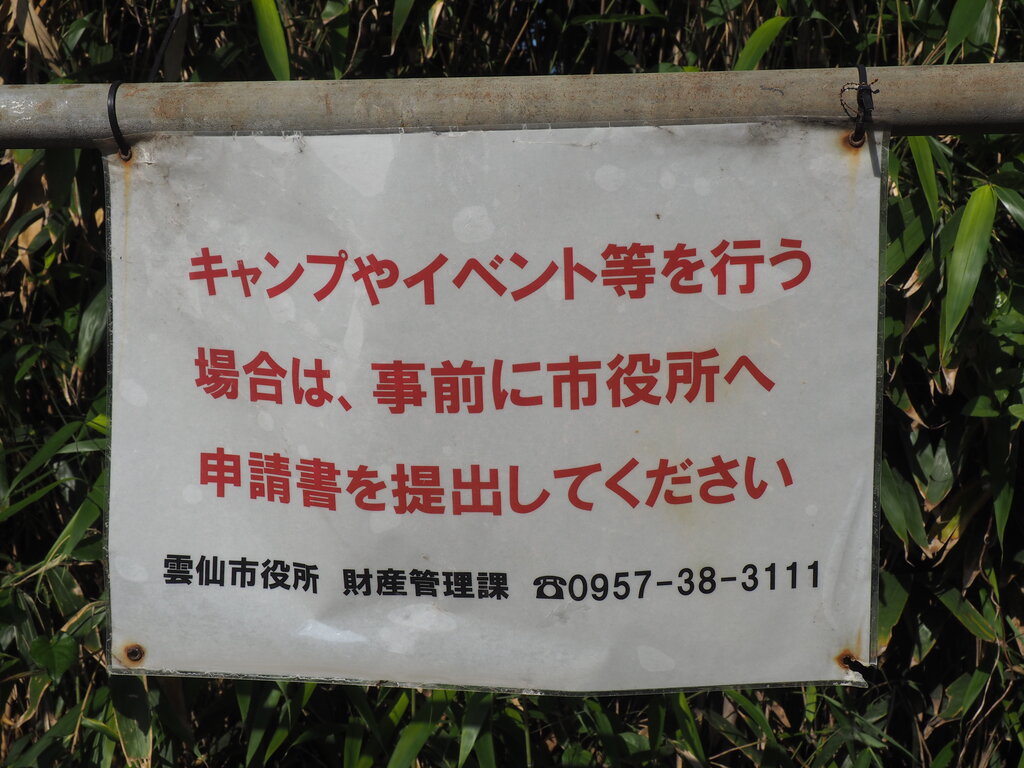 キャンプやイベント等を行う
場合は、事前に市役所へ
申請書を提出してください
雲仙市役所 財産管理課 ☎0957-38-3111